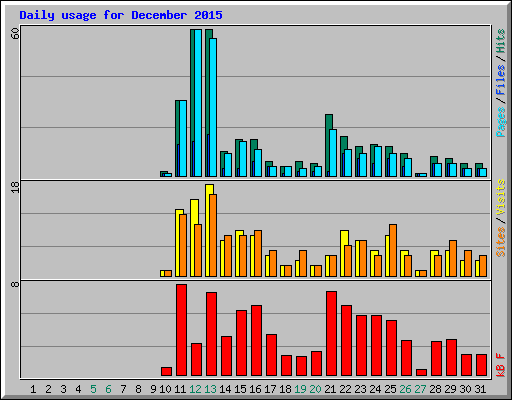 Daily usage for December 2015
60
Pages / Files / Hits
18
Sites / Visits
8
kB F
1 2 3 4 5 6 7 8 9 10 11 12 13 14 15 16 17 18 19 20 21 22 23 24 25 26 27 28 29 30 31